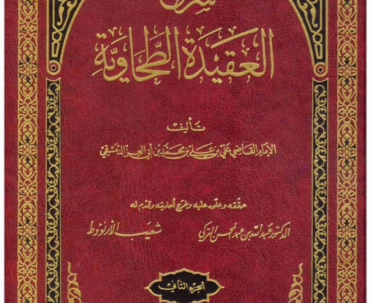 شرح
العقيدة الطحاوية
تأليف
الإمام القاضي علي بن علي بن محمد بن أبي العز الدمشقي
حققه وعلق عليه وخرج أحاديثه وقدم له
الدكتور عبد الله بن عبد المحسن التركي شعيب الأرنؤوط
الجزء الثاني